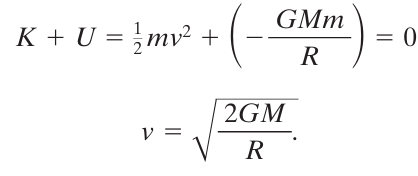 K + U = ½mv² + (−GMm/R) = 0
v = √(2GM/R).